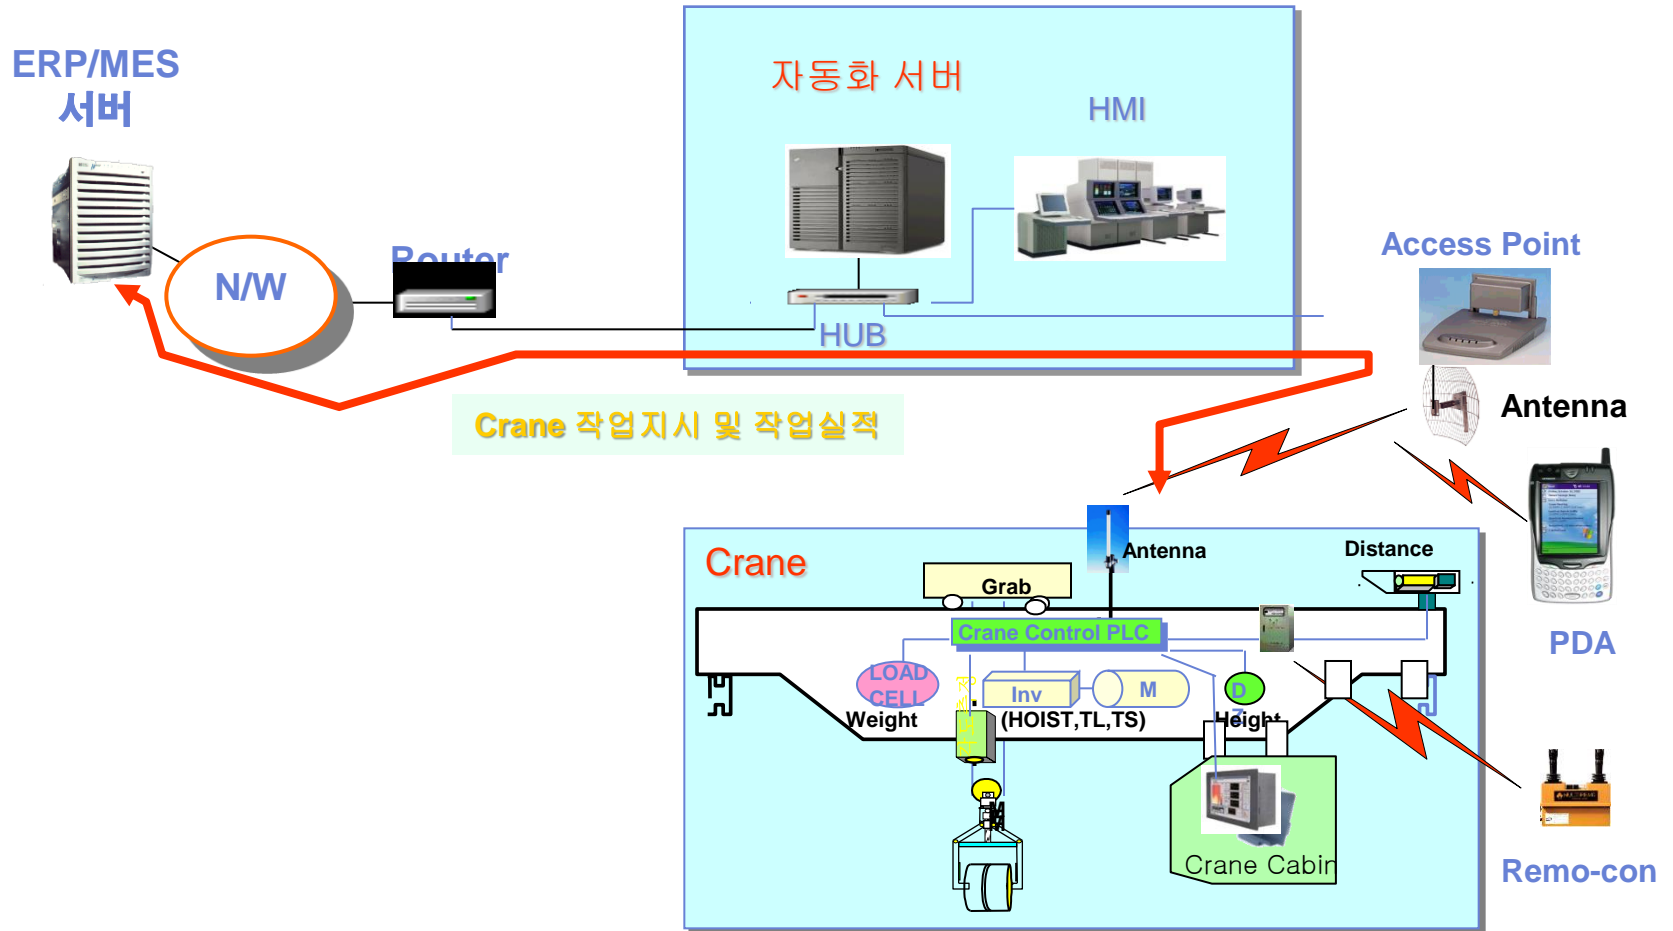 ERP/MES
서버
자동화 서버
HMI
N/W
Router
HUB
Access Point
Crane 작업지시 및 작업실적
Antenna
PDA
Crane
Antenna
Distance
Grab
Crane Control PLC
LOAD
CELL
Inv
M
D
Weight
(HOIST,TL,TS)
Height
Crane Cabin
Remo-con